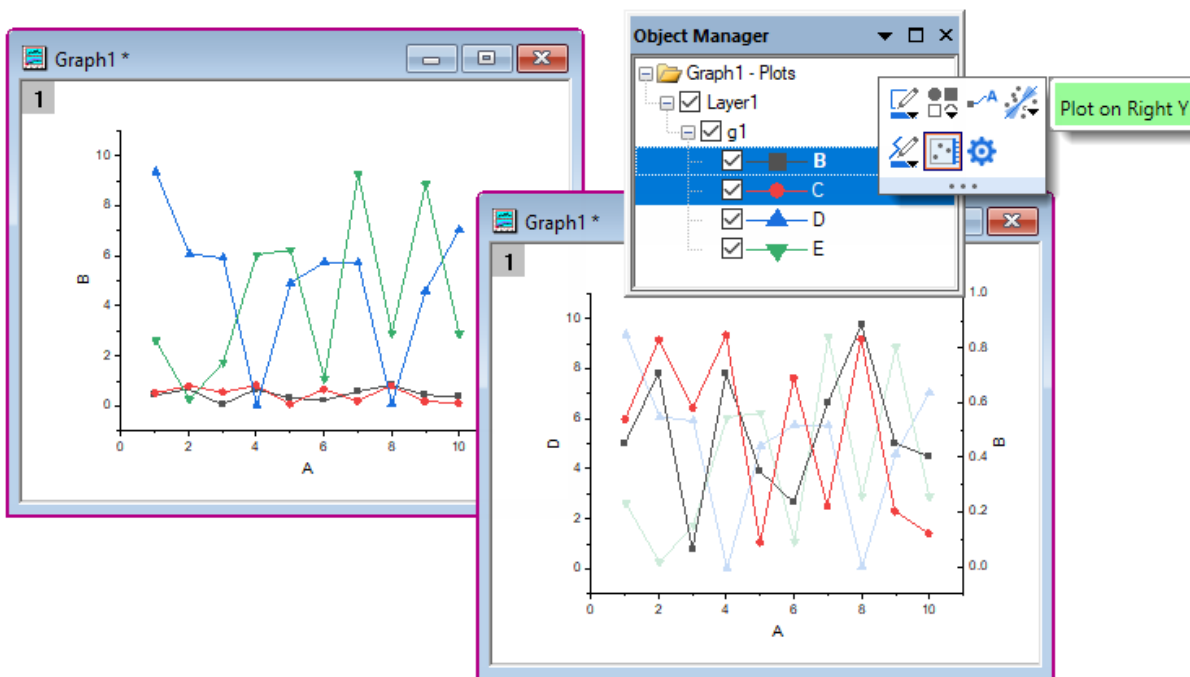 Graph1 *
1
10
8
6
4
2
0
B
0 2 4 6 8 10
A
Object Manager
Graph1 - Plots
Layer1
g1
B
C
D
E
A
Plot on Right Y
Graph1 *
1
10
8
6
4
2
0
D
1.0
0.8
0.6
0.4
0.2
0.0
B
0 2 4 6 8 10
A